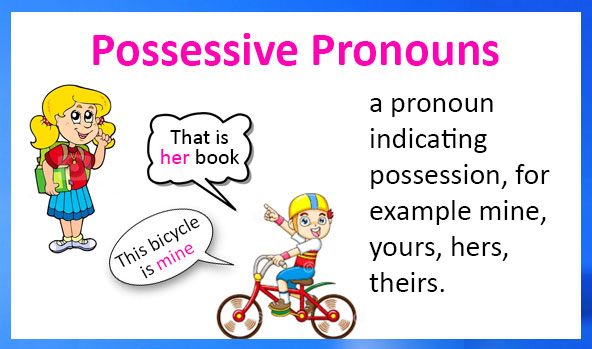 Possessive Pronouns
That is
her book
This bicycle
is mine
a pronoun
indicating
possession, for
example mine,
yours, hers,
theirs.